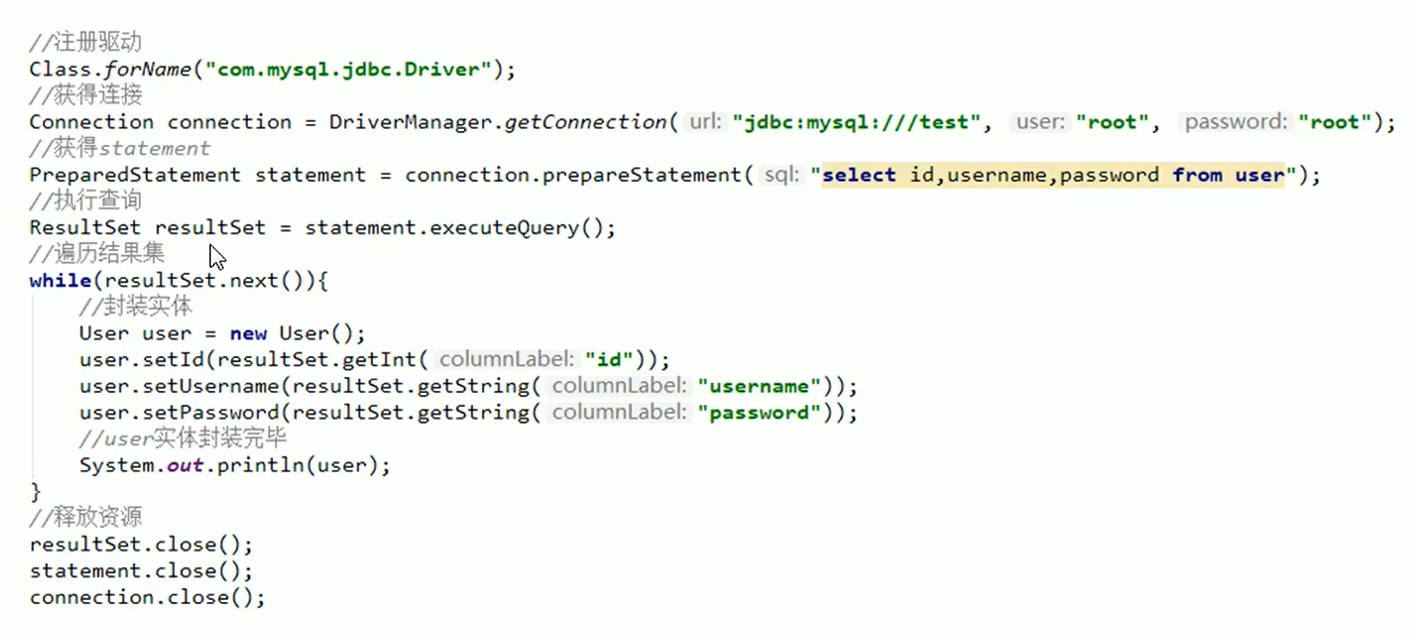 //注册驱动
Class.forName("com.mysql.jdbc.Driver");
//获得连接
Connection connection = DriverManager.getConnection( url: "jdbc:mysql:///test", user: "root", password: "root");
//获得statement
PreparedStatement statement = connection.prepareStatement( sql: "select id,username,password from user");
//执行查询
ResultSet resultSet = statement.executeQuery();
//遍历结果集
while(resultSet.next()){
    //封装实体
    User user = new User();
    user.setId(resultSet.getInt( columnLabel: "id"));
    user.setUsername(resultSet.getString( columnLabel: "username"));
    user.setPassword(resultSet.getString( columnLabel: "password"));
    //user实体封装完毕
    System.out.println(user);
}
//释放资源
resultSet.close();
statement.close();
connection.close();